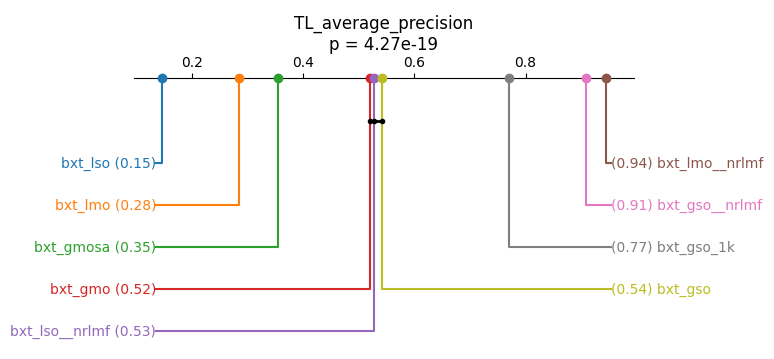 TL_average_precision
p = 4.27e-19
0.2 0.4 0.6 0.8
bxt_lso (0.15) (0.94) bxt_lmo__nrlmf
bxt_lmo (0.28) (0.91) bxt_gso__nrlmf
bxt_gmosa (0.35) (0.77) bxt_gso_1k
bxt_gmo (0.52) (0.54) bxt_gso
bxt_lso__nrlmf (0.53)